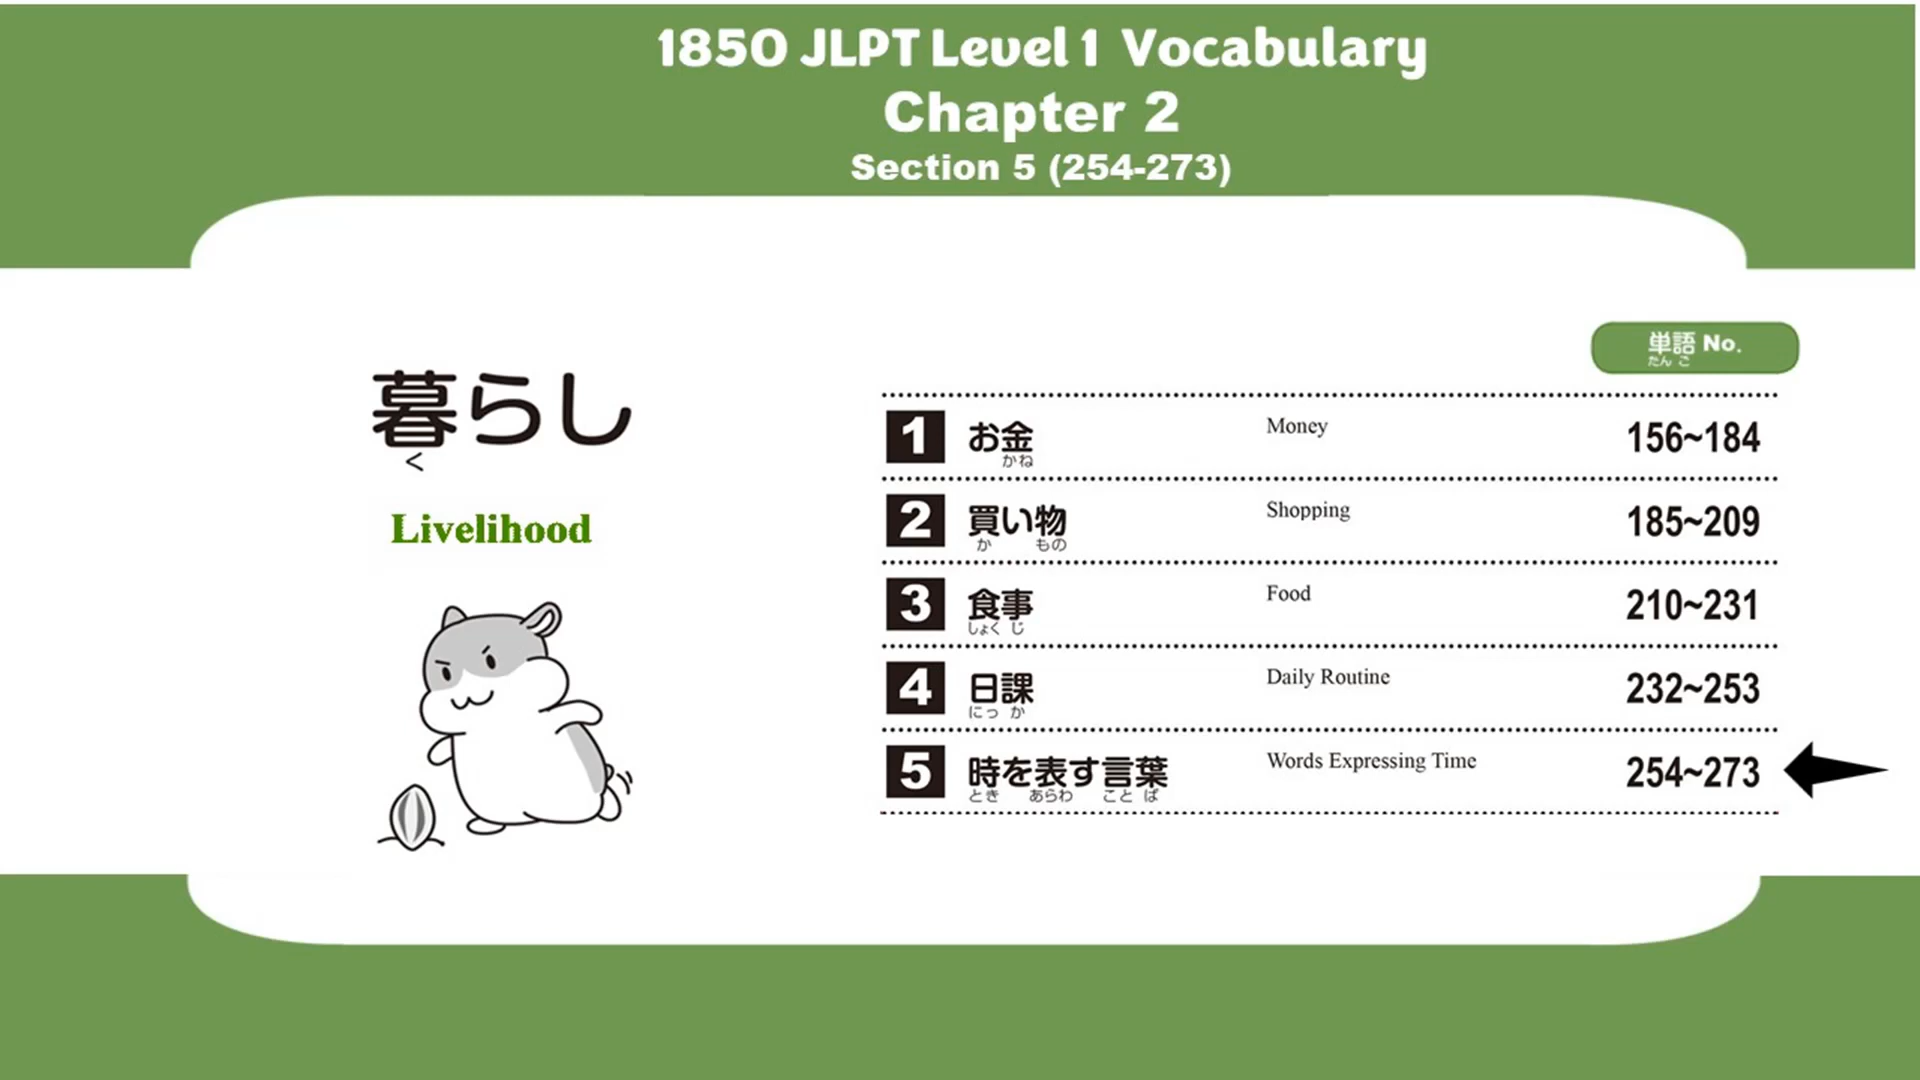 1850 JLPT Level 1 Vocabulary
Chapter 2
Section 5 (254-273)
単語 No.
たん ご
暮らし
く
Livelihood
1 お金 Money 156~184
かね
2 買い物 Shopping 185~209
か もの
3 食事 Food 210~231
しょく じ
4 日課 Daily Routine 232~253
にっ か
5 時を表す言葉 Words Expressing Time 254~273
とき あらわ こと ば